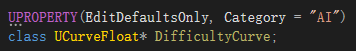 UPROPERTY(EditDefaultsOnly, Category = "AI")
class UCurveFloat* DifficultyCurve;